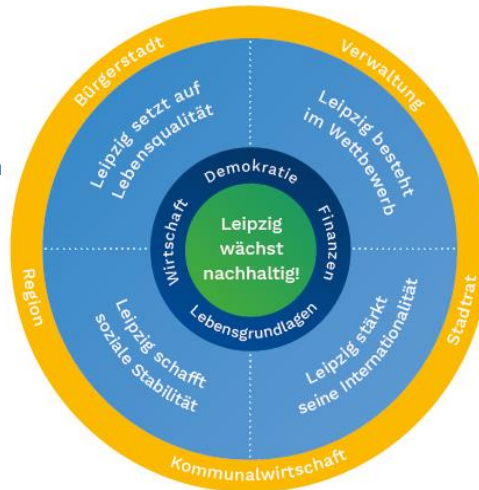 Bürgerstadt
Verwaltung
Leipzig setzt auf
Lebensqualität
Leipzig besteht
im Wettbewerb
Demokratie
Wirtschaft
Finanzen
Leipzig
wächst
nachhaltig!
Lebensgrundlagen
Region
Stadtrat
Leipzig schafft
soziale Stabilität
Leipzig stärkt
seine Internationalität
Kommunalwirtschaft